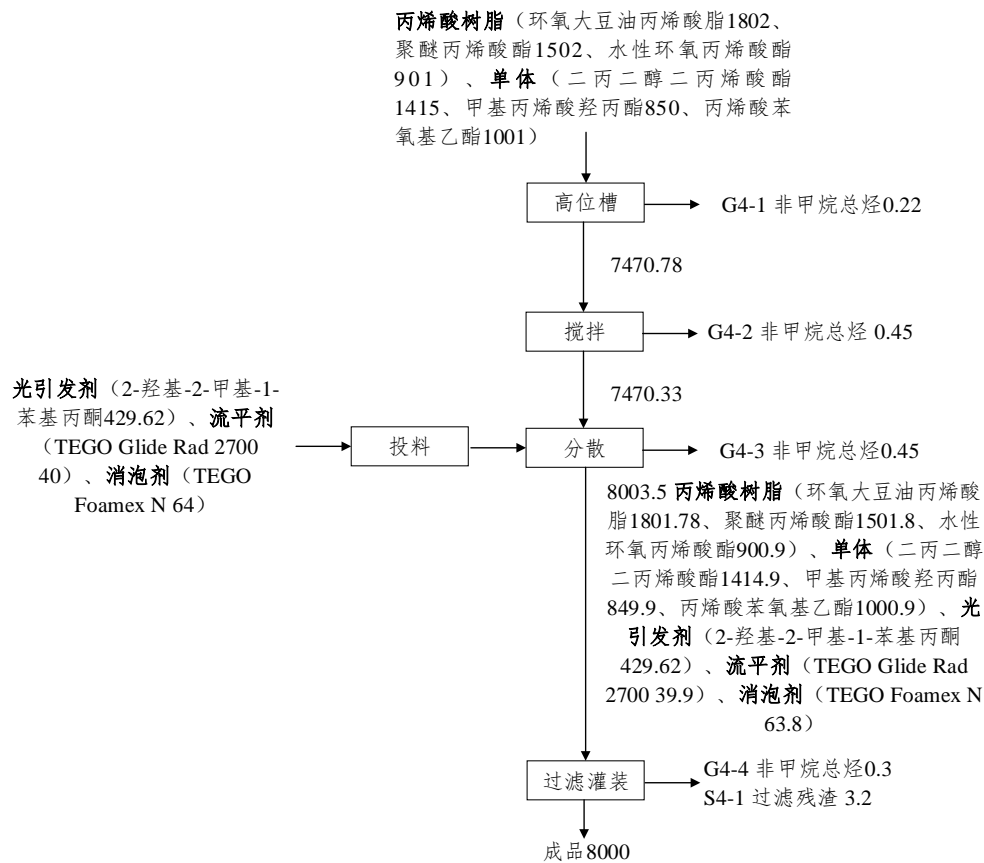 丙烯酸树脂（环氧大豆油丙烯酸脂1802、
聚醚丙烯酸酯1502、水性环氧丙烯酸酯
901）、单体（二丙二醇二丙烯酸酯
1415、甲基丙烯酸羟丙酯850、丙烯酸苯
氧基乙酯1001）
高位槽
G4-1 非甲烷总烃0.22
7470.78
搅拌
G4-2 非甲烷总烃 0.45
7470.33
光引发剂（2-羟基-2-甲基-1-
苯基丙酮429.62）、流平剂
（TEGO Glide Rad 2700
40）、消泡剂（TEGO
Foamex N 64）
投料
分散
G4-3 非甲烷总烃0.45
8003.5 丙烯酸树脂（环氧大豆油丙烯酸
脂1801.78、聚醚丙烯酸酯1501.8、水性
环氧丙烯酸酯900.9）、单体（二丙二醇
二丙烯酸酯1414.9、甲基丙烯酸羟丙酯
849.9、丙烯酸苯氧基乙酯1000.9）、光
引发剂（2-羟基-2-甲基-1-苯基丙酮
429.62）、流平剂（TEGO Glide Rad
2700 39.9）、消泡剂（TEGO Foamex N
63.8）
过滤灌装
G4-4 非甲烷总烃0.3
S4-1 过滤残渣 3.2
成品8000